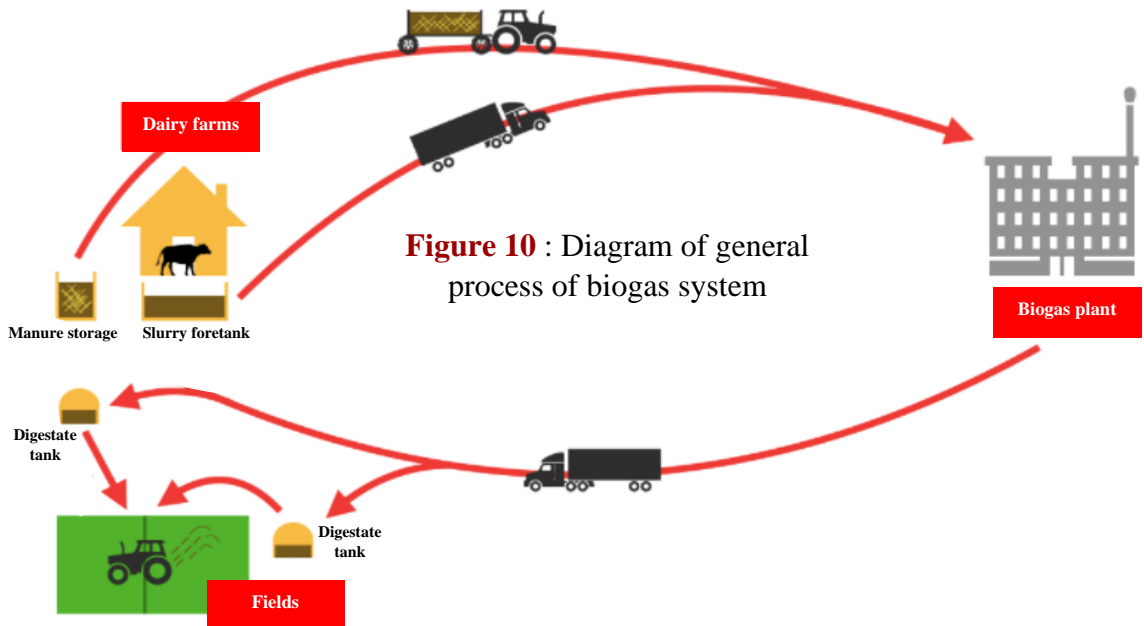 Dairy farms
Figure 10 : Diagram of general
process of biogas system
Biogas plant
Manure storage
Slurry foretank
Digestate
tank
Digestate
tank
Fields